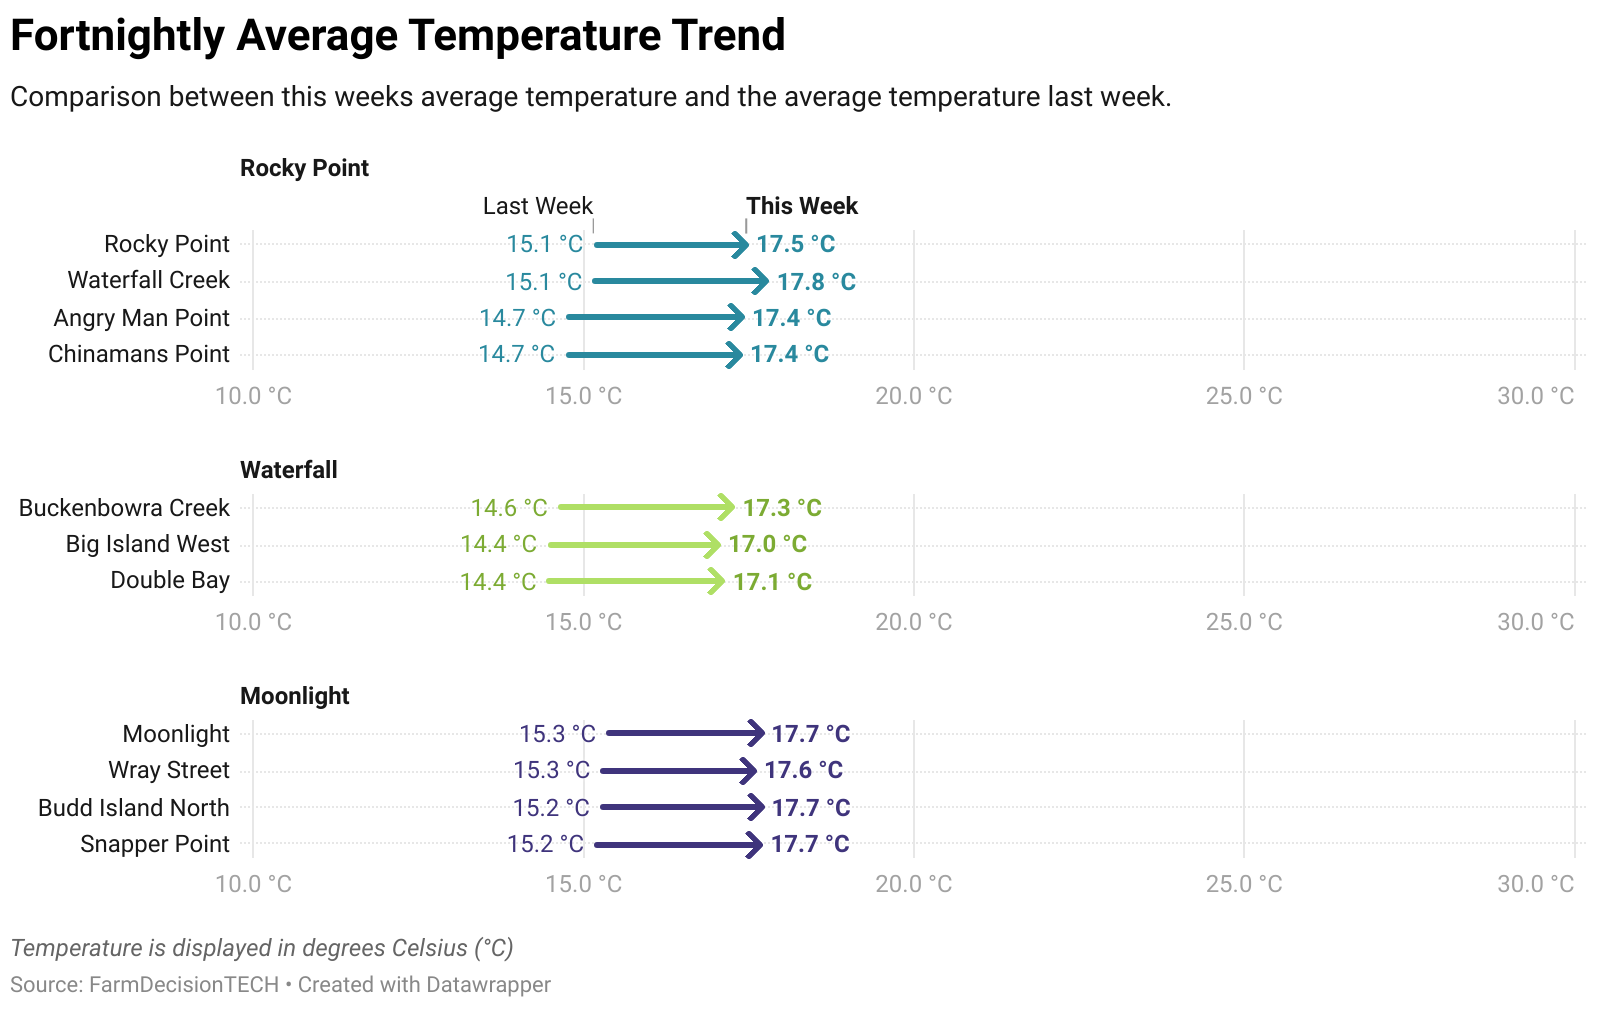 Fortnightly Average Temperature Trend
Comparison between this weeks average temperature and the average temperature last week.
Rocky Point
Last Week This Week
Rocky Point 15.1 °C 17.5 °C
Waterfall Creek 15.1 °C 17.8 °C
Angry Man Point 14.7 °C 17.4 °C
Chinamans Point 14.7 °C 17.4 °C
10.0 °C 15.0 °C 20.0 °C 25.0 °C 30.0 °C
Waterfall
Buckenbowra Creek 14.6 °C 17.3 °C
Big Island West 14.4 °C 17.0 °C
Double Bay 14.4 °C 17.1 °C
10.0 °C 15.0 °C 20.0 °C 25.0 °C 30.0 °C
Moonlight
Moonlight 15.3 °C 17.7 °C
Wray Street 15.3 °C 17.6 °C
Budd Island North 15.2 °C 17.7 °C
Snapper Point 15.2 °C 17.7 °C
10.0 °C 15.0 °C 20.0 °C 25.0 °C 30.0 °C
Temperature is displayed in degrees Celsius (°C)
Source: FarmDecisionTECH • Created with Datawrapper